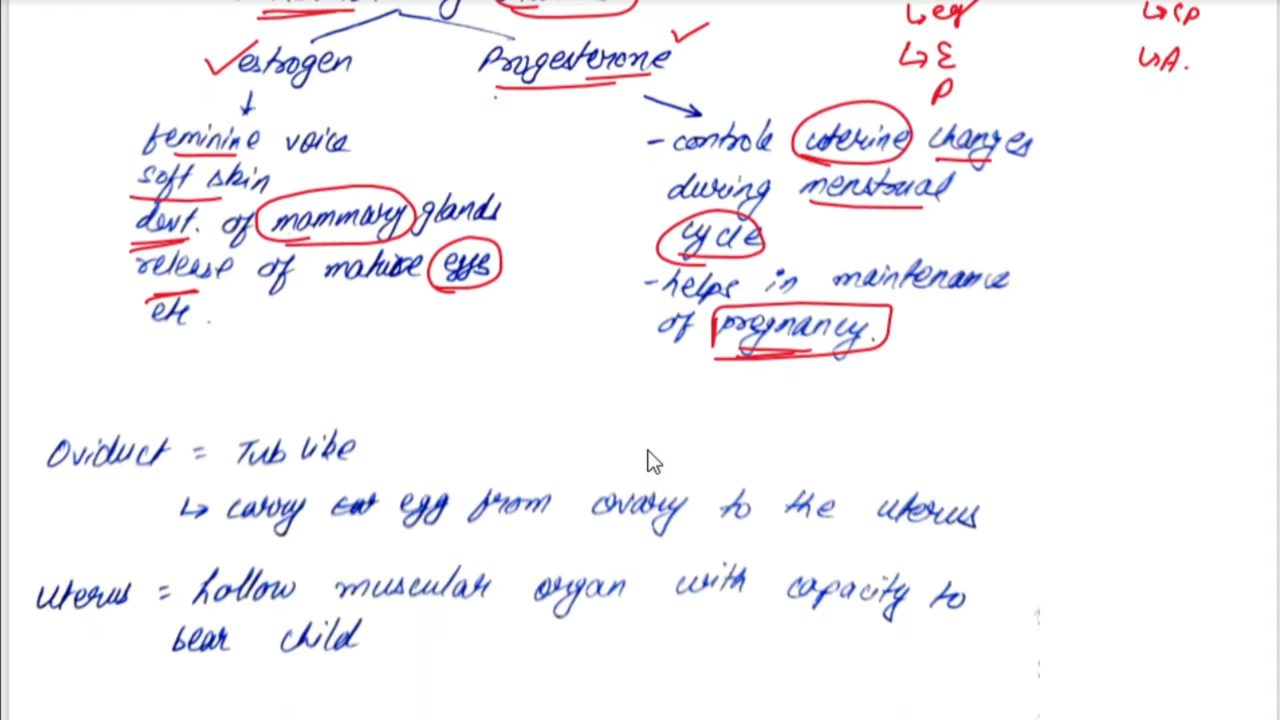 estrogen Progesterone
feminine voice
soft skin
devt. of mammary glands
release of mature eggs
etc.
- controls uterine changes
during menstrual
cycle
- helps in maintenance
of pregnancy.
↳ eg
↳ E
P
↳ sp
↳ A.
Oviduct = Tub like
↳ carry egg from ovary to the uterus
Uterus = hollow muscular organ with capacity to
bear child